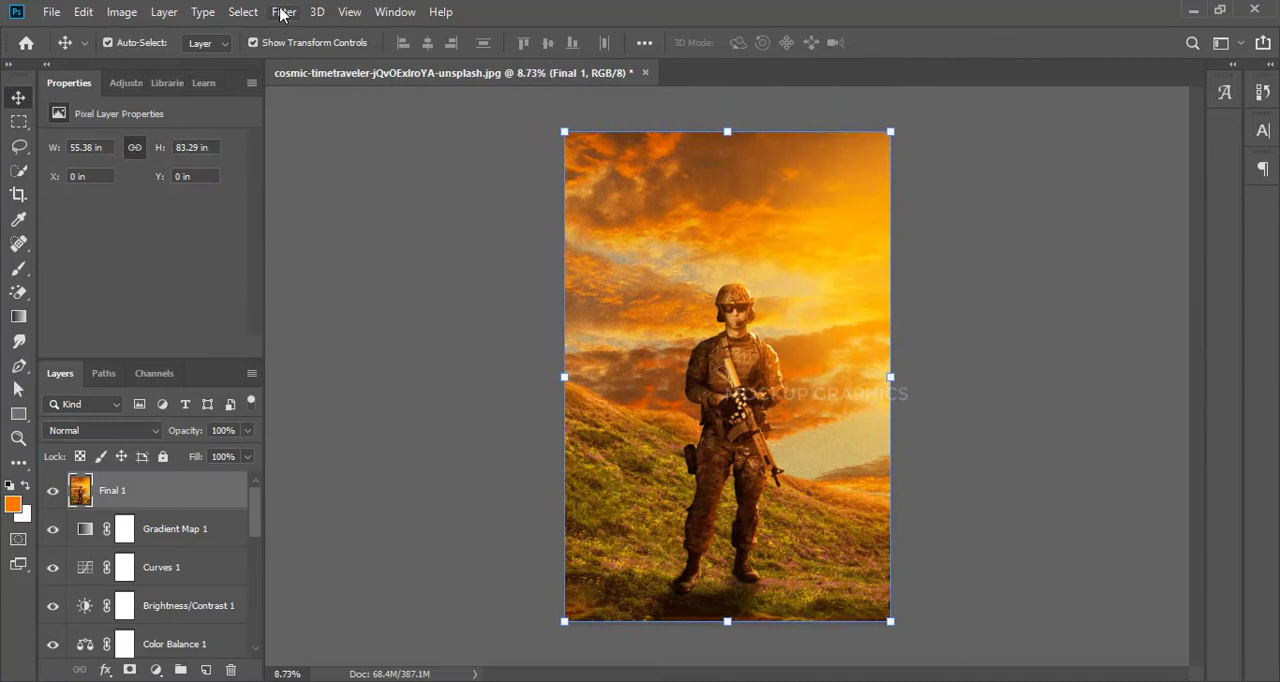 Ps File Edit Image Layer Type Select Filter 3D View Window Help
Auto-Select: Layer Show Transform Controls 3D Mode:
cosmic-timetraveler-jQvOExlroYA-unsplash.jpg @ 8.73% (Final 1, RGB/8) *
Properties Adjustn Librarie Learn
Pixel Layer Properties
W: 55.38 in H: 83.29 in
X: 0 in Y: 0 in
MOCKUP GRAPHICS
Layers Paths Channels
Kind
Normal Opacity: 100%
Lock: Fill: 100%
Final 1
Gradient Map 1
Curves 1
Brightness/Contrast 1
Color Balance 1
8.73% Doc: 68.4M/387.1M